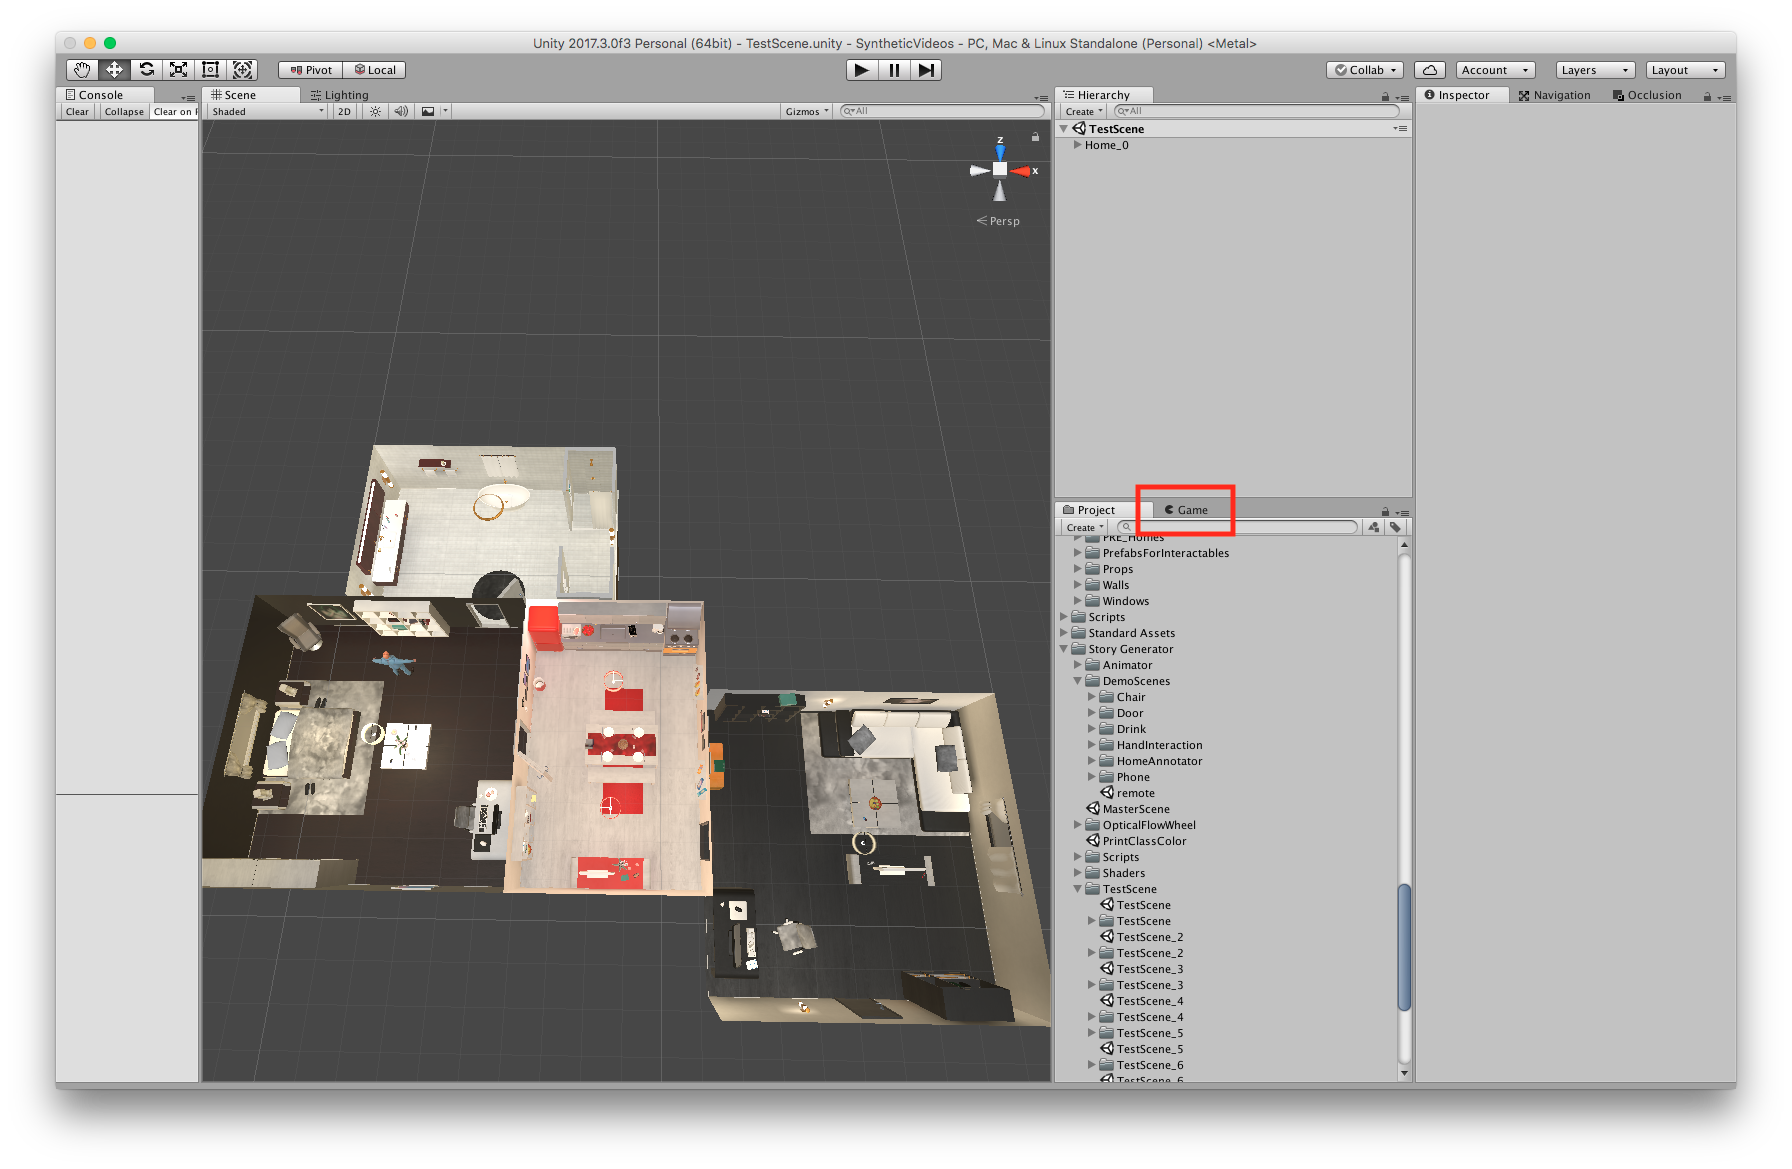 Unity 2017.3.0f3 Personal (64bit) - TestScene.unity - SyntheticVideos - PC, Mac & Linux Standalone (Personal) <Metal>
Pivot Local Collab Account Layers Layout
Console
Clear Collapse Clear on
Scene Lighting
Shaded 2D Gizmos All
z
x
Persp
Hierarchy
Create All
TestScene
Home_0
Project Game
Create
PRE_Homes
PrefabsForInteractables
Props
Walls
Windows
Scripts
Standard Assets
Story Generator
Animator
DemoScenes
Chair
Door
Drink
HandInteraction
HomeAnnotator
Phone
remote
MasterScene
OpticalFlowWheel
PrintClassColor
Scripts
Shaders
TestScene
TestScene
TestScene
TestScene_2
TestScene_2
TestScene_3
TestScene_3
TestScene_4
TestScene_4
TestScene_5
TestScene_5
TestScene_6
TestScene_6
Inspector Navigation Occlusion